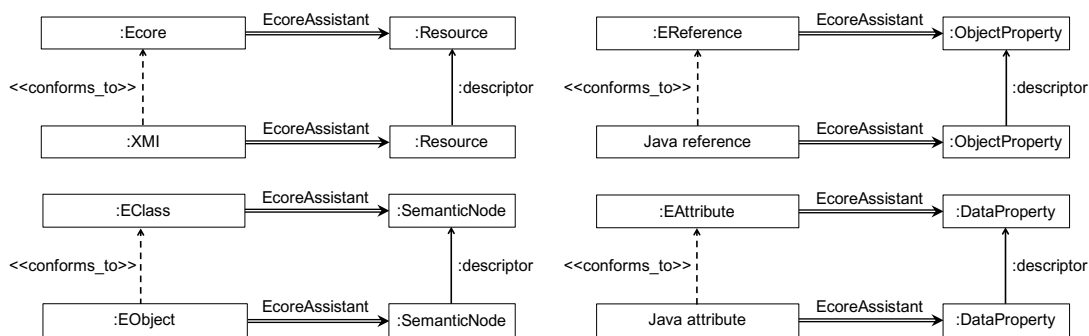 EcoreAssistant
:Ecore
:Resource
<<conforms_to>>
:descriptor
EcoreAssistant
:XMI
:Resource
EcoreAssistant
:EReference
:ObjectProperty
<<conforms_to>>
:descriptor
EcoreAssistant
Java reference
:ObjectProperty
EcoreAssistant
:EClass
:SemanticNode
<<conforms_to>>
:descriptor
EcoreAssistant
:EObject
:SemanticNode
EcoreAssistant
:EAttribute
:DataProperty
<<conforms_to>>
:descriptor
EcoreAssistant
Java attribute
:DataProperty